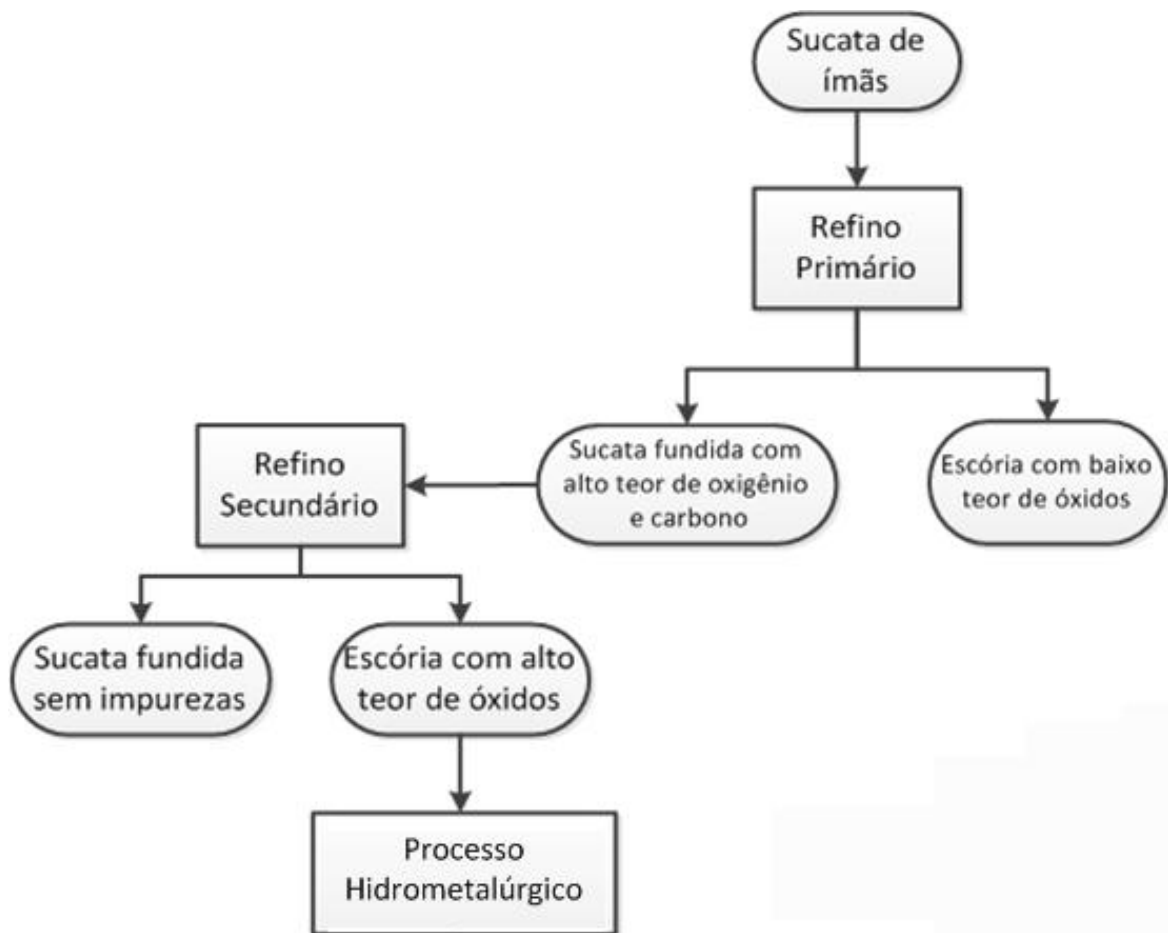 Sucata de
ímãs
Refino
Primário
Sucata fundida com
alto teor de oxigênio
e carbono
Escória com baixo
teor de óxidos
Refino
Secundário
Sucata fundida
sem impurezas
Escória com alto
teor de óxidos
Processo
Hidrometalúrgico